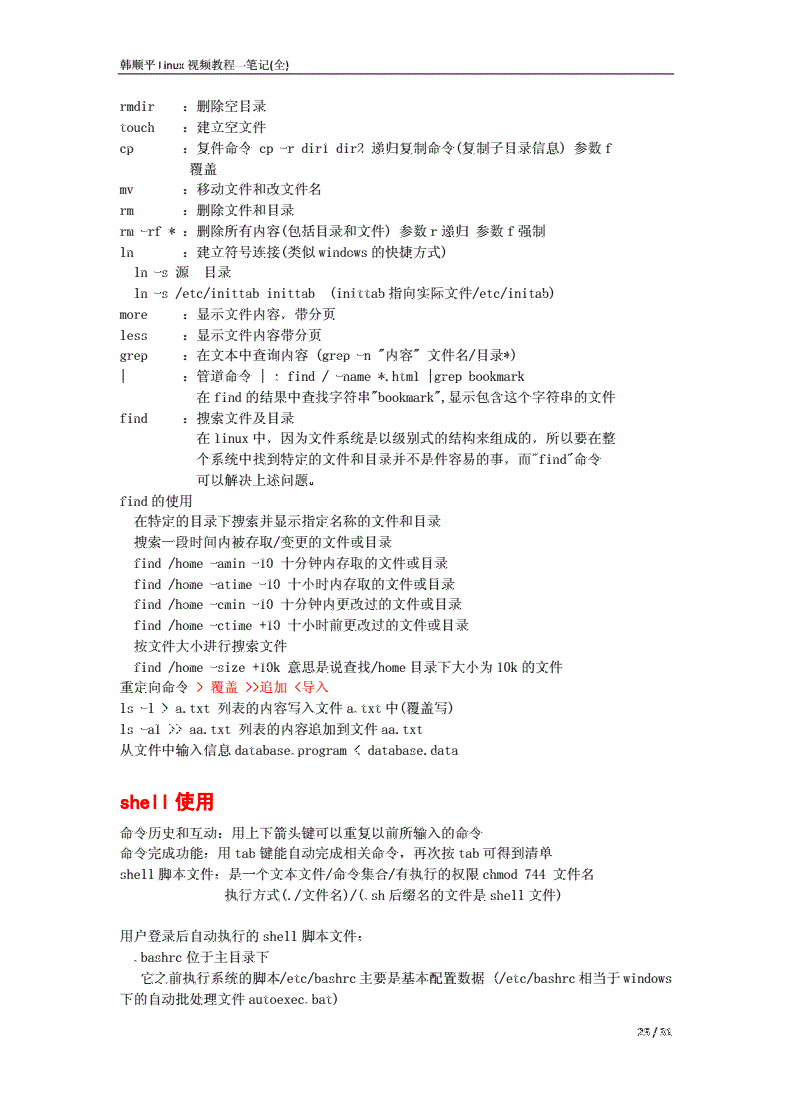 韩顺平 linux 视频教程—笔记(全)
rmdir :删除空目录
touch :建立空文件
cp :复件命令 cp -r dir1 dir2 递归复制命令(复制子目录信息) 参数 f
覆盖
mv :移动文件和改文件名
rm :删除文件和目录
rm -rf * :删除所有内容(包括目录和文件) 参数 r 递归 参数 f 强制
ln :建立符号连接(类似 windows 的快捷方式)
ln -s 源 目录
ln -s /etc/inittab inittab (inittab 指向实际文件/etc/initab)
more :显示文件内容,带分页
less :显示文件内容带分页
grep :在文本中查询内容 (grep -n "内容" 文件名/目录*)
| :管道命令 | : find / -name *.html |grep bookmark
在 find 的结果中查找字符串"bookmark",显示包含这个字符串的文件
find :搜索文件及目录
在 linux 中，因为文件系统是以级别式的结构来组成的，所以要在整
个系统中找到特定的文件和目录并不是件容易的事，而"find"命令
可以解决上述问题。
find 的使用
在特定的目录下搜索并显示指定名称的文件和目录
搜索一段时间内被存取/变更的文件或目录
find /home -amin -10 十分钟内存取的文件或目录
find /home -atime -10 十小时内存取的文件或目录
find /home -cmin -10 十分钟内更改过的文件或目录
find /home -ctime +10 十小时前更改过的文件或目录
按文件大小进行搜索文件
find /home -size +10k 意思是说查找/home 目录下大小为 10k 的文件
重定向命令 > 覆盖 >>追加 <导入
ls -l > a.txt 列表的内容写入文件 a.txt 中(覆盖写)
ls -al >> aa.txt 列表的内容追加到文件 aa.txt
从文件中输入信息 database.program < database.data
shell 使用
命令历史和互动：用上下箭头键可以重复以前所输入的命令
命令完成功能：用 tab 键能自动完成相关命令，再次按 tab 可得到清单
shell 脚本文件：是一个文本文件/命令集合/有执行的权限 chmod 744 文件名
执行方式(./文件名)/(.sh 后缀名的文件是 shell 文件)
用户登录后自动执行的 shell 脚本文件：
.bashrc 位于主目录下
它之前执行系统的脚本/etc/bashrc 主要是基本配置数据 (/etc/bashrc 相当于 windows
下的自动批处理文件 autoexec.bat)
25 / 31